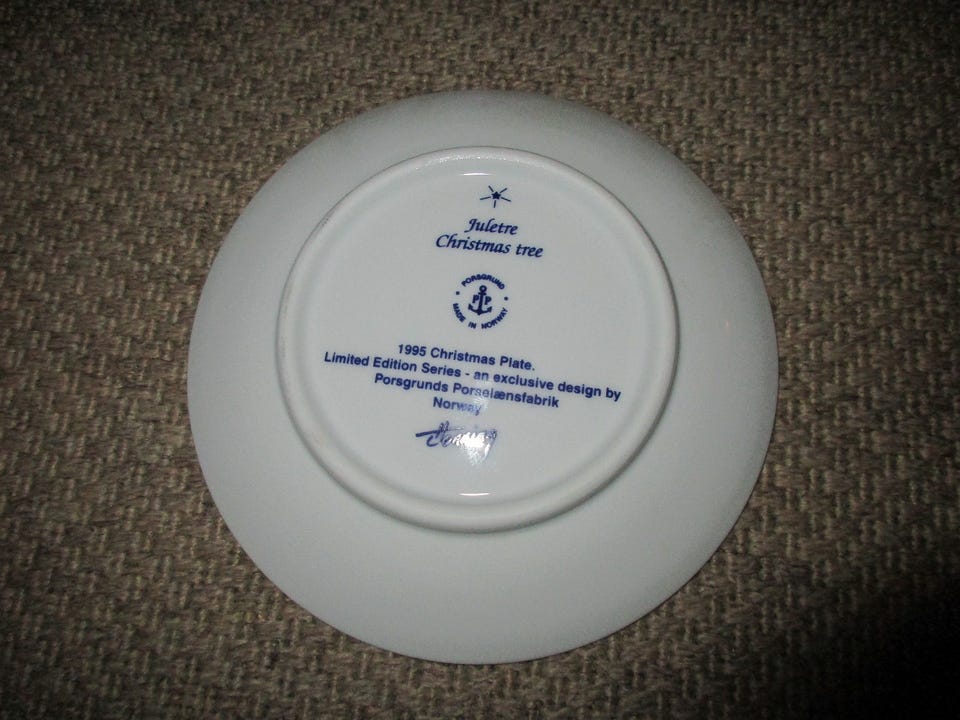 Juletre
Christmas tree
PORSGRUND
PP
MADE IN NORWAY
1995 Christmas Plate.
Limited Edition Series - an exclusive design by
Porsgrunds Porselænsfabrik
Norway